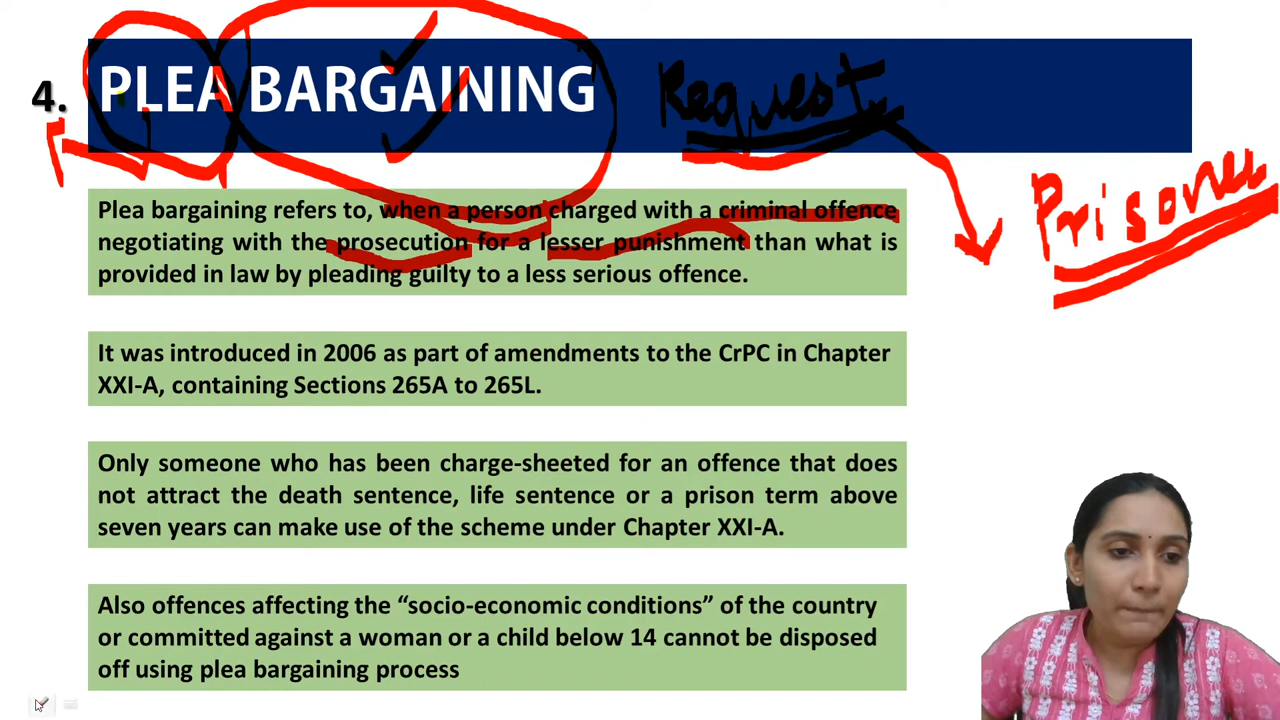 4. PLEA BARGAINING
Request
Prisoner
Plea bargaining refers to, when a person charged with a criminal offence
negotiating with the prosecution for a lesser punishment than what is
provided in law by pleading guilty to a less serious offence.
It was introduced in 2006 as part of amendments to the CrPC in Chapter
XXI-A, containing Sections 265A to 265L.
Only someone who has been charge-sheeted for an offence that does
not attract the death sentence, life sentence or a prison term above
seven years can make use of the scheme under Chapter XXI-A.
Also offences affecting the “socio-economic conditions” of the country
or committed against a woman or a child below 14 cannot be disposed
off using plea bargaining process